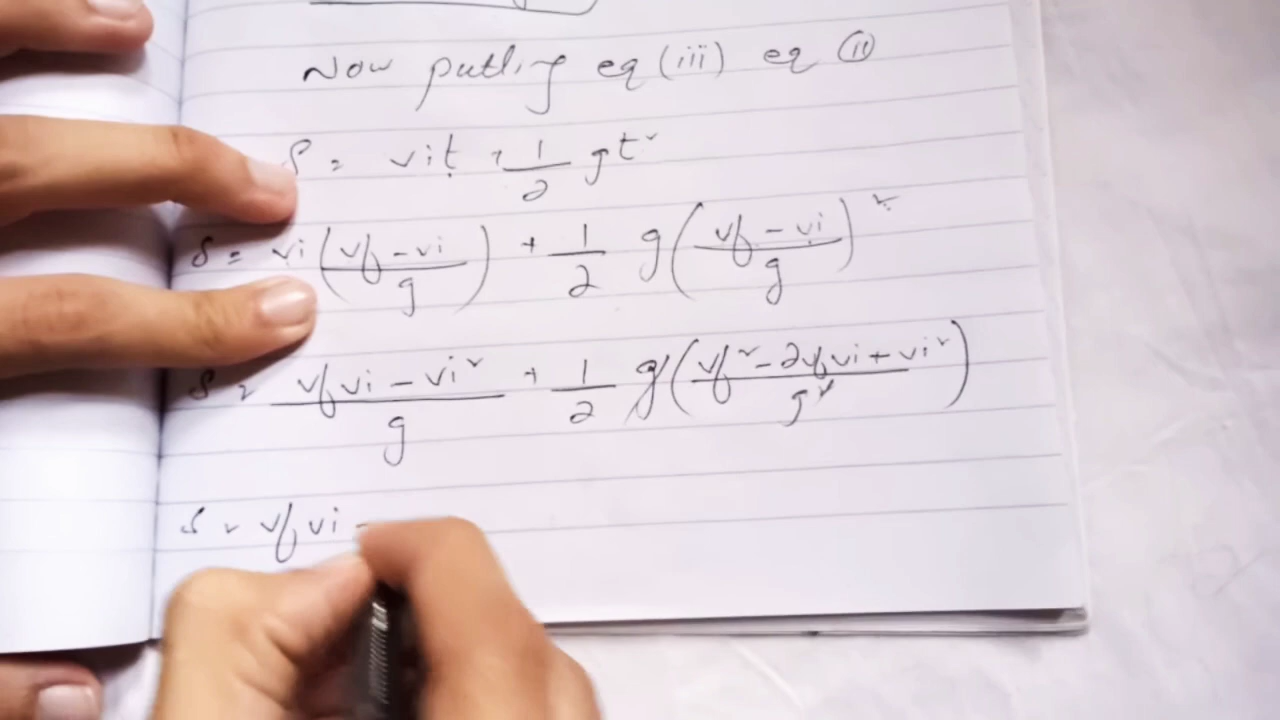 Now putting eq (iii) eq (ii)
S = vit + 1/2 gt²
S = vi((vf - vi)/g) + 1/2 g((vf - vi)/g)²
S = (vfvi - vi²)/g + 1/2 g((vf² - 2vfvi + vi²)/g²)
S = vfvi -